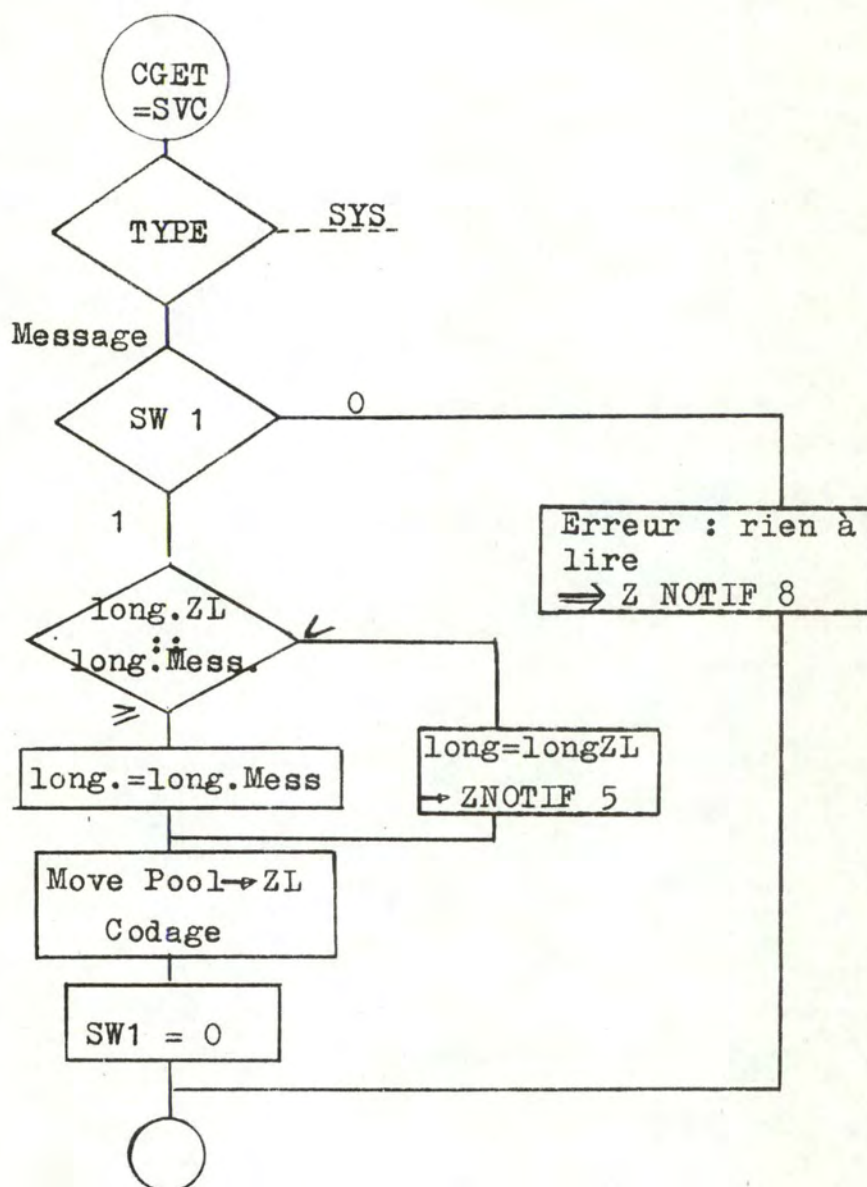 CGET
=SVC
TYPE
SYS
Message
SW 1
0
1
Erreur : rien à
lire
⇒ Z NOTIF 8
long.ZL
::
long.Mess.
<
≥
long.=long.Mess
long=longZL
→ ZNOTIF 5
Move Pool→ZL
Codage
SW1 = 0